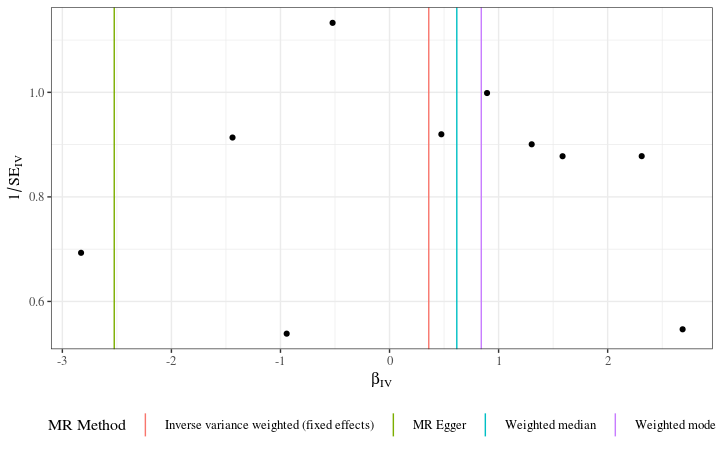 1.0
0.8
0.6
1/SE_IV
-3 -2 -1 0 1 2
β_IV
MR Method Inverse variance weighted (fixed effects) MR Egger Weighted median Weighted mode